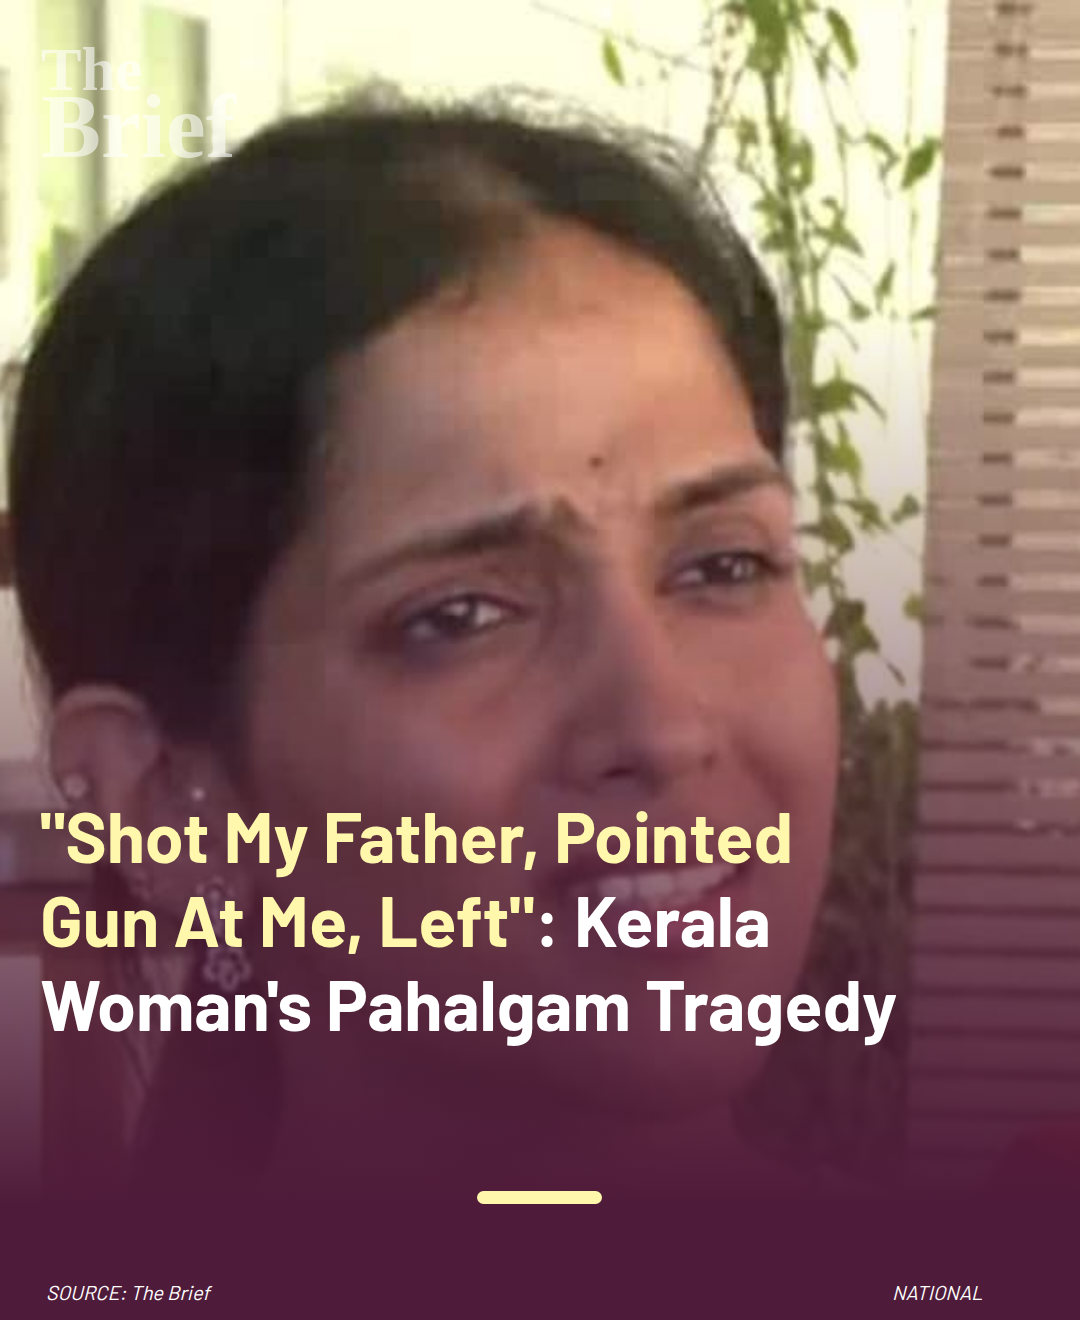 The
Brief
"Shot My Father, Pointed
Gun At Me, Left": Kerala
Woman's Pahalgam Tragedy
SOURCE: The Brief
NATIONAL